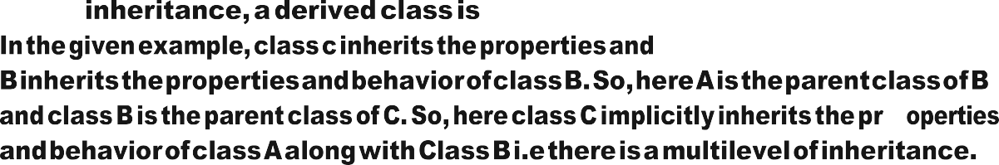 inheritance, a derived class is
In the given example, class c inherits the properties and
B inherits the properties and behavior of class B. So, here A is the parent class of B
and class B is the parent class of C. So, here class C implicitly inherits the pr operties
and behavior of class A along with Class B i.e there is a multilevel of inheritance.